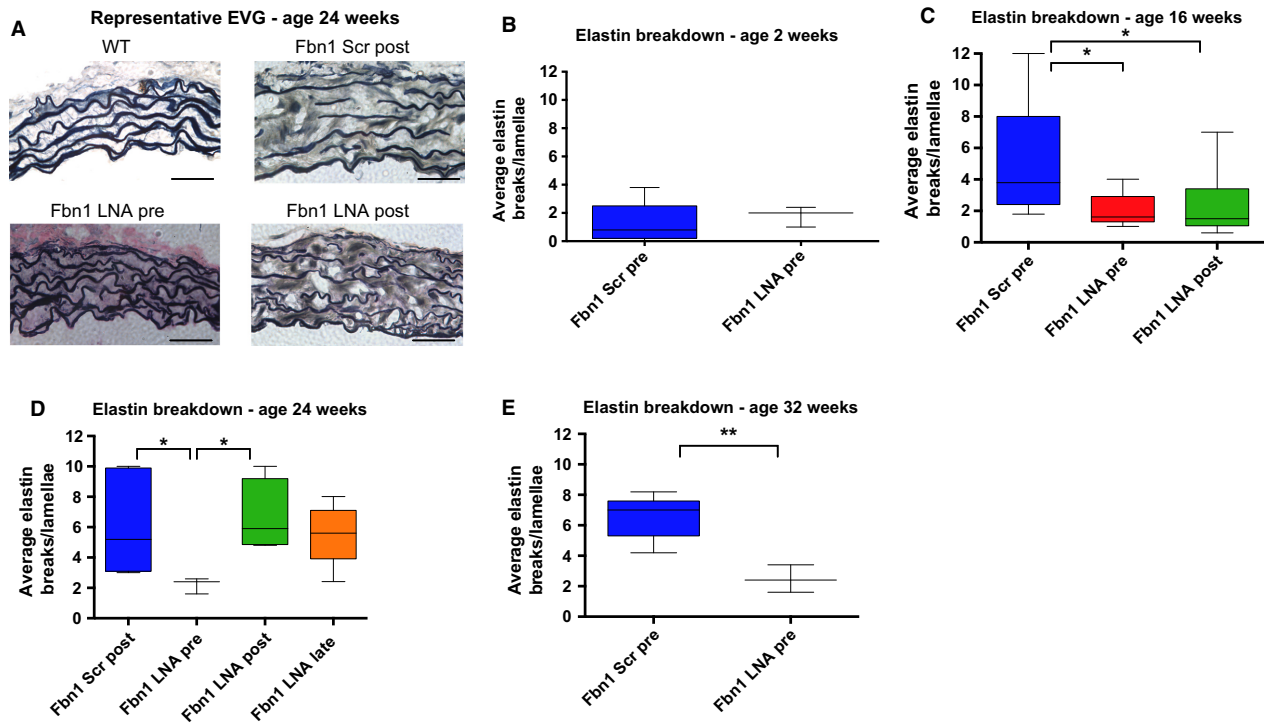 A
Representative EVG - age 24 weeks
WT
Fbn1 Scr post
Fbn1 LNA pre
Fbn1 LNA post
B
Elastin breakdown - age 2 weeks
Average elastin
breaks/lamellae
12
10
8
6
4
2
0
Fbn1 Scr pre
Fbn1 LNA pre
C
Elastin breakdown - age 16 weeks
Average elastin
breaks/lamellae
12
10
8
6
4
2
0
*
*
Fbn1 Scr pre
Fbn1 LNA pre
Fbn1 LNA post
D
Elastin breakdown - age 24 weeks
Average elastin
breaks/lamellae
12
10
8
6
4
2
0
*
*
Fbn1 Scr post
Fbn1 LNA pre
Fbn1 LNA post
Fbn1 LNA late
E
Elastin breakdown - age 32 weeks
Average elastin
breaks/lamellae
12
10
8
6
4
2
0
**
Fbn1 Scr pre
Fbn1 LNA pre